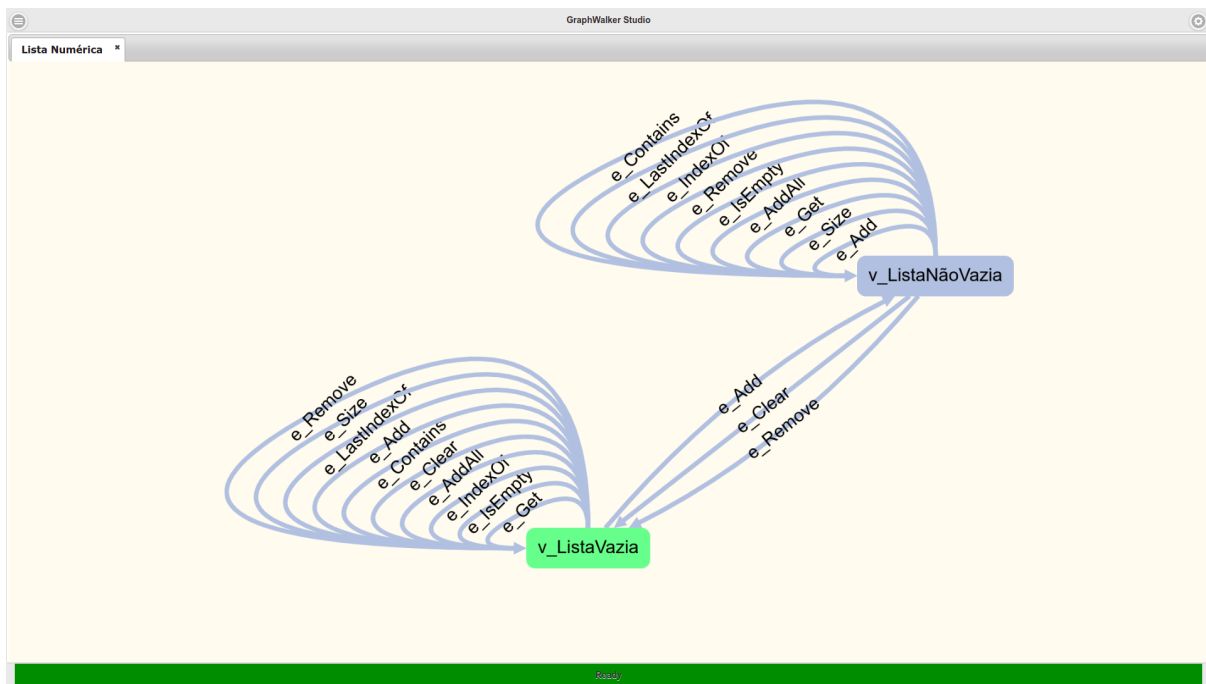 GraphWalker Studio
Lista Numérica
e_Contains
e_LastIndexOf
e_IndexOf
e_Remove
e_IsEmpty
e_AddAll
e_Get
e_Size
e_Add
v_ListaNãoVazia
e_Add
e_Clear
e_Remove
e_Remove
e_Size
e_LastIndexOf
e_Add
e_Contains
e_Clear
e_AddAll
e_IndexOf
e_IsEmpty
e_Get
v_ListaVazia
Ready